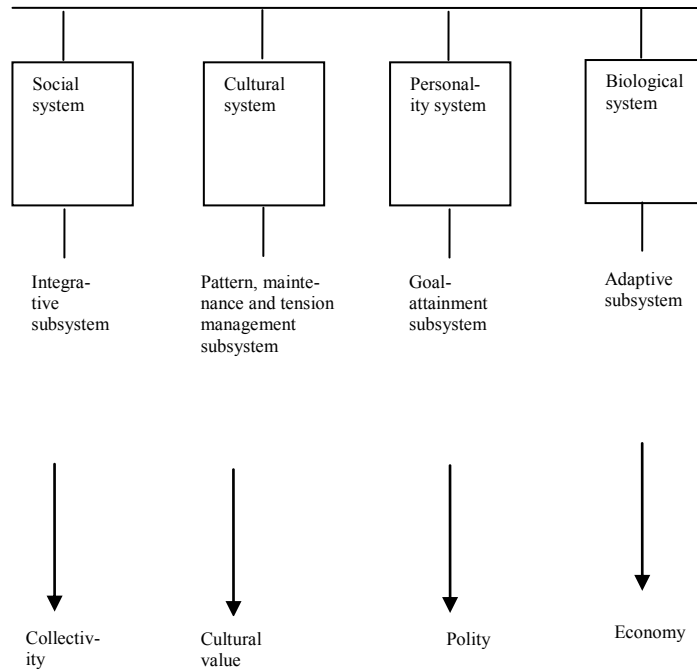 Social
system
Cultural
system
Personal-
ity system
Biological
system
Integra-
tive
subsystem
Pattern, mainte-
nance and tension
management
subsystem
Goal-
attainment
subsystem
Adaptive
subsystem
Collectiv-
ity
Cultural
value
Polity
Economy